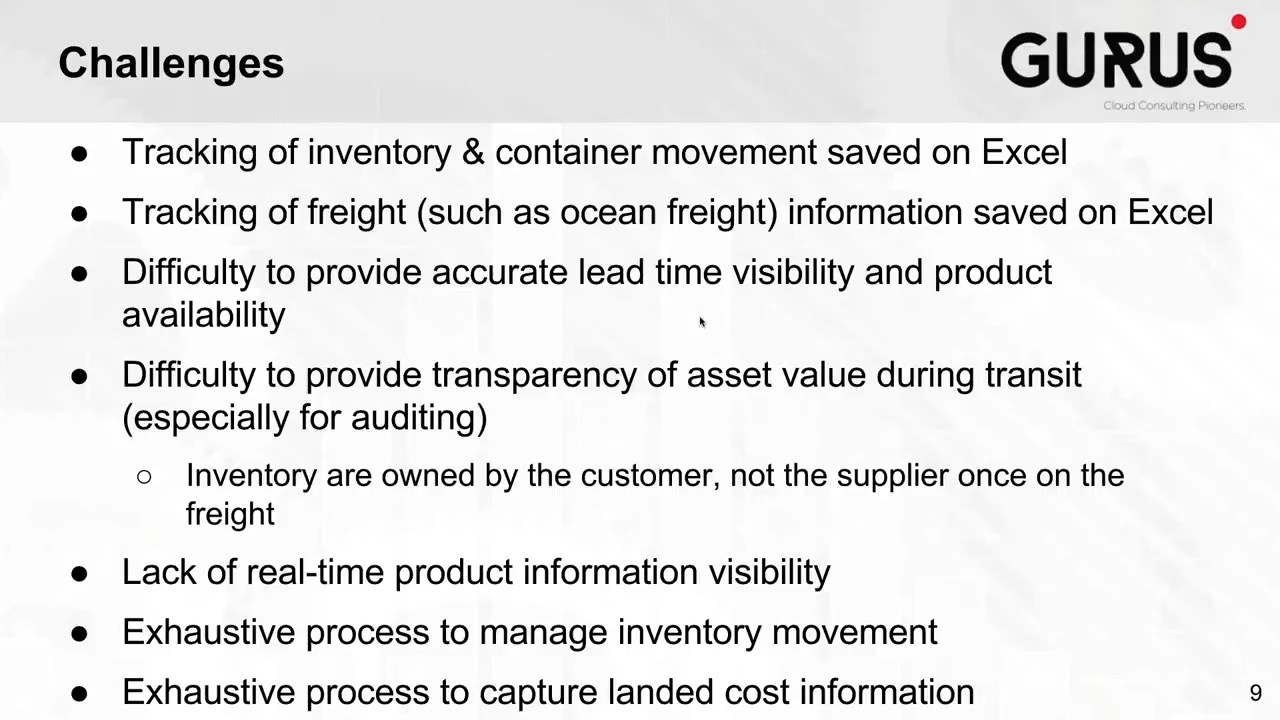 Challenges
GURUS
Cloud Consulting Pioneers.
● Tracking of inventory & container movement saved on Excel
● Tracking of freight (such as ocean freight) information saved on Excel
● Difficulty to provide accurate lead time visibility and product
availability
● Difficulty to provide transparency of asset value during transit
(especially for auditing)
○ Inventory are owned by the customer, not the supplier once on the
freight
● Lack of real-time product information visibility
● Exhaustive process to manage inventory movement
● Exhaustive process to capture landed cost information
9